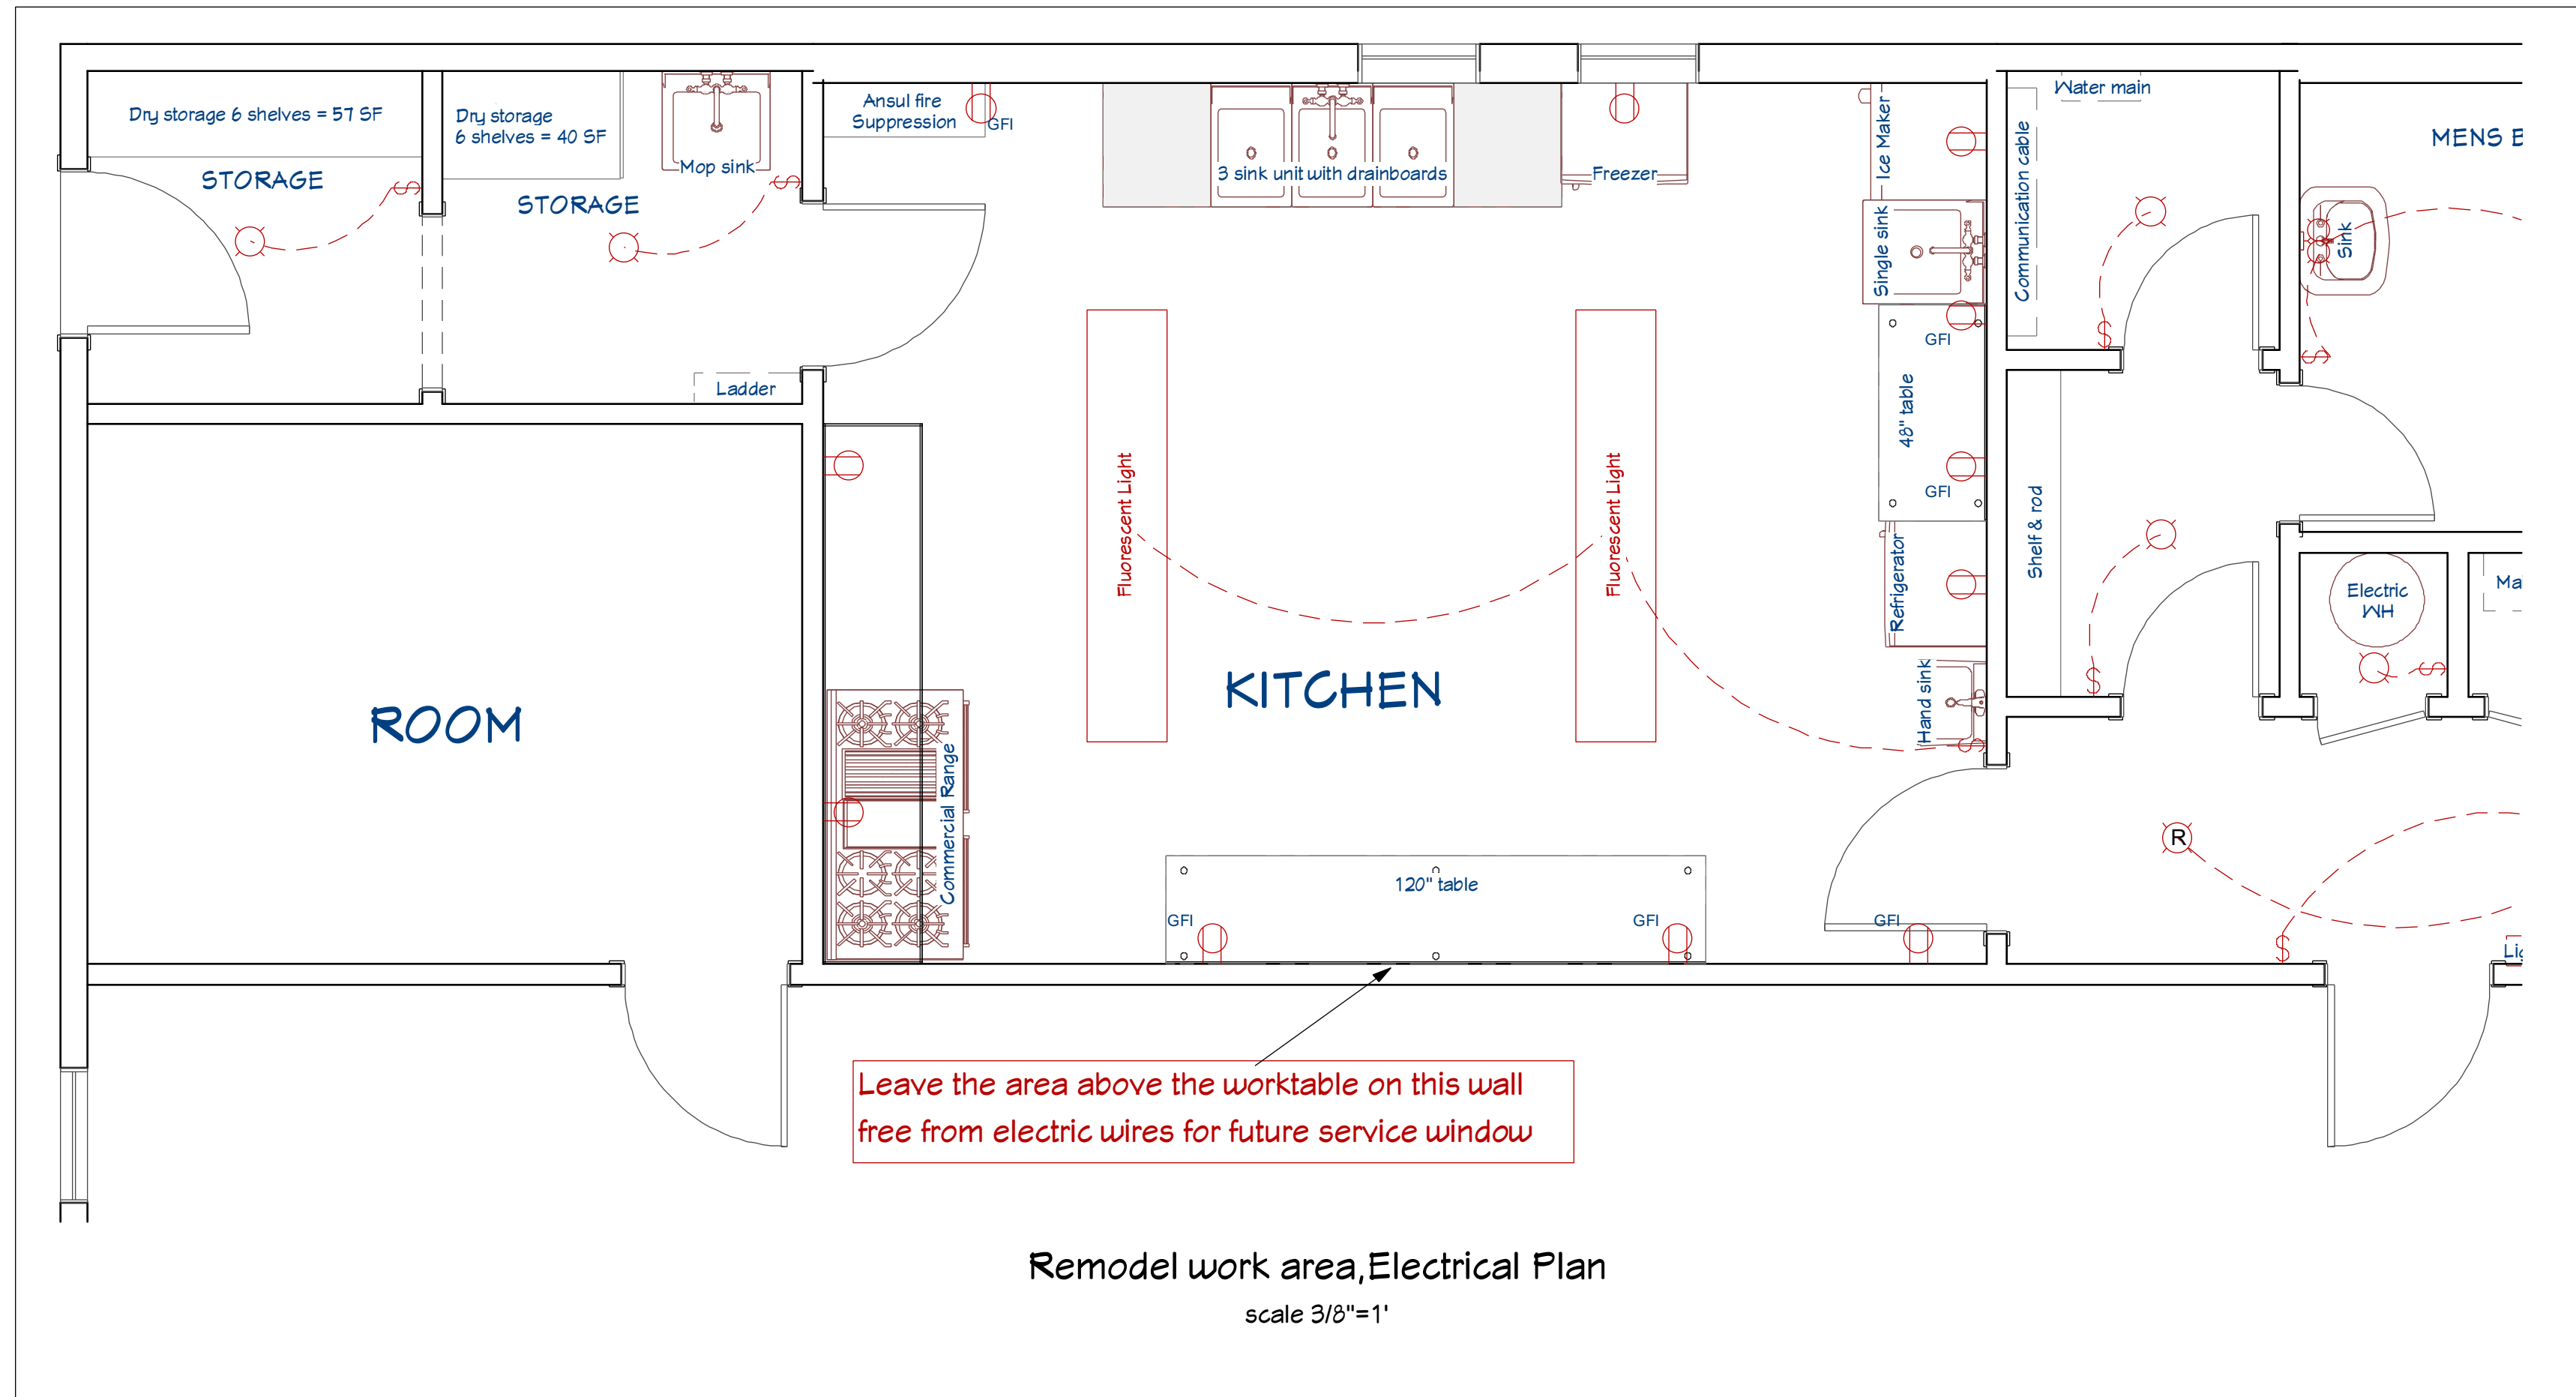 Dry storage 6 shelves = 57 SF
STORAGE
Dry storage
6 shelves = 40 SF
STORAGE
Mop sink
Ladder
Ansul fire
Suppression
GFI
3 sink unit with drainboards
Freezer
Ice Maker
Single sink
GFI
48" table
GFI
Refrigerator
Hand sink
Fluorescent Light
Fluorescent Light
KITCHEN
ROOM
Commercial Range
120" table
GFI
GFI
GFI
Water main
Communication cable
Shelf & rod
MENS
Sink
Electric
WH
Ma
R
Leave the area above the worktable on this wall
free from electric wires for future service window
Remodel work area,Electrical Plan
scale 3/8"=1'